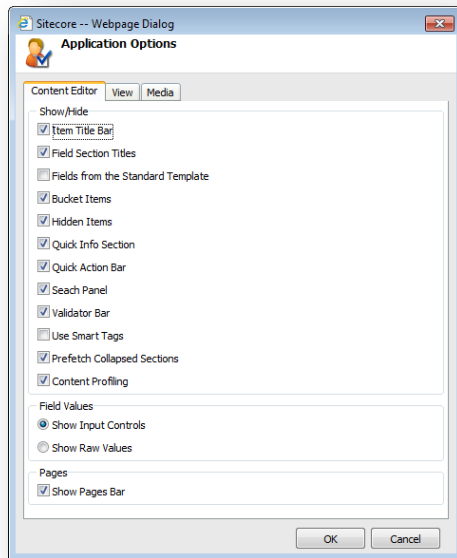 Sitecore -- Webpage Dialog
Application Options
Content Editor View Media
Show/Hide
Item Title Bar
Field Section Titles
Fields from the Standard Template
Bucket Items
Hidden Items
Quick Info Section
Quick Action Bar
Seach Panel
Validator Bar
Use Smart Tags
Prefetch Collapsed Sections
Content Profiling
Field Values
Show Input Controls
Show Raw Values
Pages
Show Pages Bar
OK Cancel